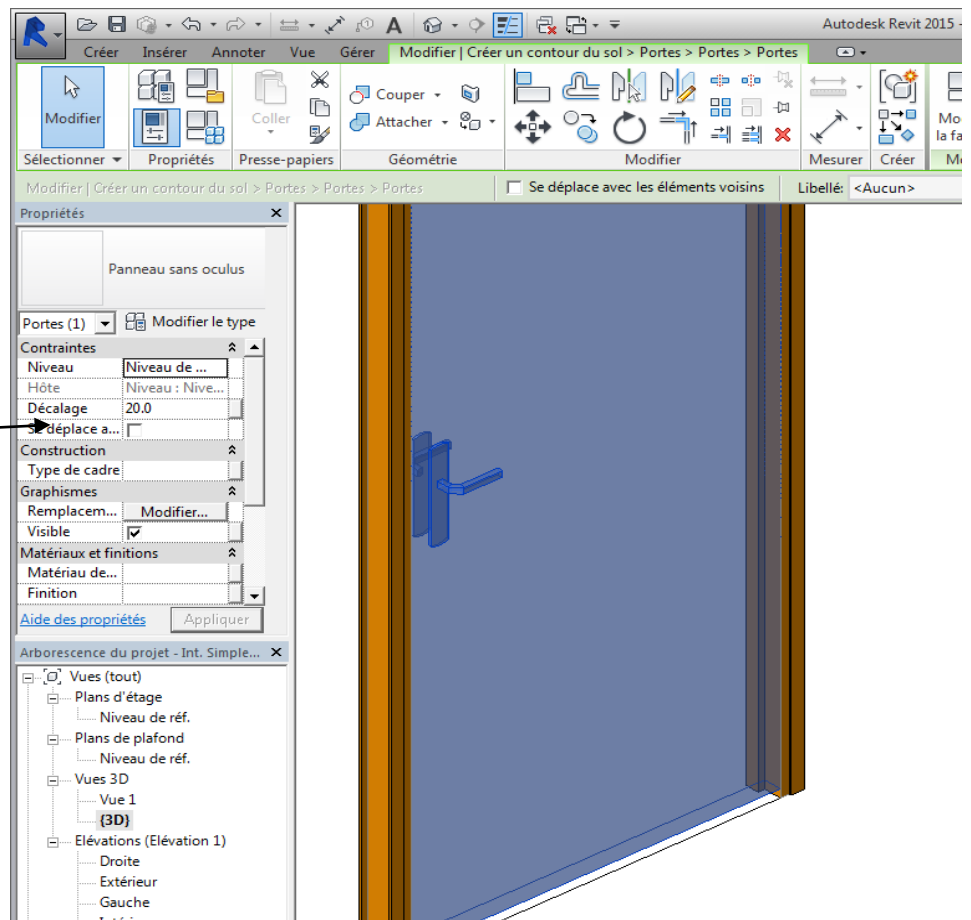 Autodesk Revit 2015 -
Créer Insérer Annoter Vue Gérer Modifier | Créer un contour du sol > Portes > Portes > Portes
Modifier
Coller
Couper
Attacher
Sélectionner Propriétés Presse-papiers Géométrie Modifier Mesurer Créer
Modifier | Créer un contour du sol > Portes > Portes > Portes Se déplace avec les éléments voisins Libellé: <Aucun>
Propriétés
Panneau sans oculus
Portes (1) Modifier le type
Contraintes
Niveau Niveau de ...
Hôte Niveau : Nive...
Décalage 20.0
déplace a...
Construction
Type de cadre
Graphismes
Remplacem... Modifier...
Visible
Matériaux et finitions
Matériau de...
Finition
Aide des propriétés Appliquer
Arborescence du projet - Int. Simple...
Vues (tout)
Plans d'étage
Niveau de réf.
Plans de plafond
Niveau de réf.
Vues 3D
Vue 1
{3D}
Elévations (Elévation 1)
Droite
Extérieur
Gauche